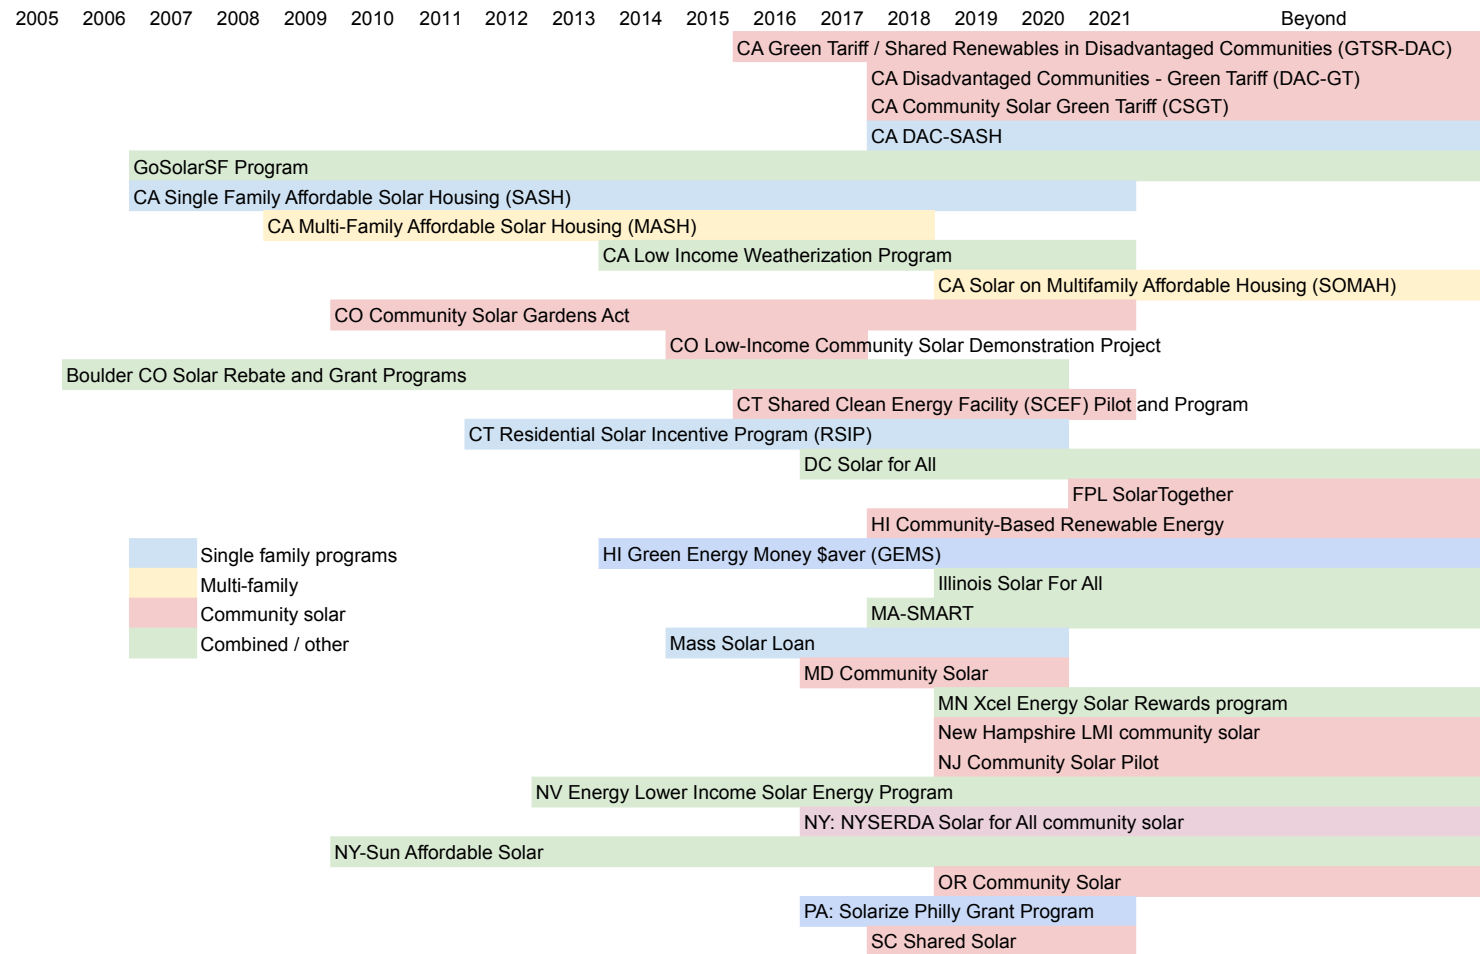 2005 2006 2007 2008 2009 2010 2011 2012 2013 2014 2015 2016 2017 2018 2019 2020 2021 Beyond
CA Green Tariff / Shared Renewables in Disadvantaged Communities (GTSR-DAC)
CA Disadvantaged Communities - Green Tariff (DAC-GT)
CA Community Solar Green Tariff (CSGT)
CA DAC-SASH
GoSolarSF Program
CA Single Family Affordable Solar Housing (SASH)
CA Multi-Family Affordable Solar Housing (MASH)
CA Low Income Weatherization Program
CA Solar on Multifamily Affordable Housing (SOMAH)
CO Community Solar Gardens Act
CO Low-Income Community Solar Demonstration Project
Boulder CO Solar Rebate and Grant Programs
CT Shared Clean Energy Facility (SCEF) Pilot and Program
CT Residential Solar Incentive Program (RSIP)
DC Solar for All
FPL SolarTogether
HI Community-Based Renewable Energy
Single family programs
HI Green Energy Money $aver (GEMS)
Multi-family
Illinois Solar For All
Community solar
MA-SMART
Combined / other
Mass Solar Loan
MD Community Solar
MN Xcel Energy Solar Rewards program
New Hampshire LMI community solar
NJ Community Solar Pilot
NV Energy Lower Income Solar Energy Program
NY: NYSERDA Solar for All community solar
NY-Sun Affordable Solar
OR Community Solar
PA: Solarize Philly Grant Program
SC Shared Solar